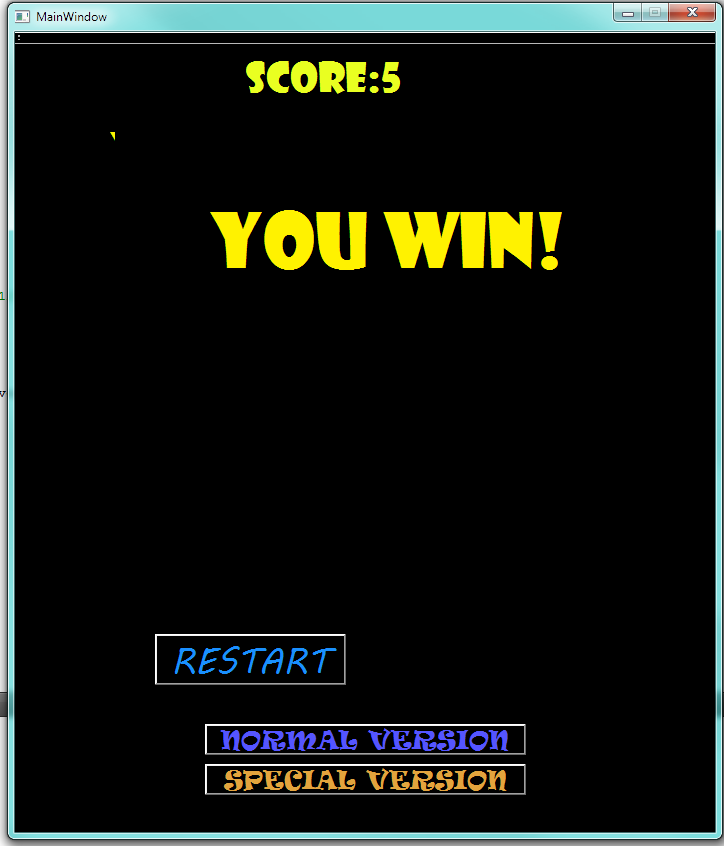 MainWindow
:
SCORE:5
YOU WIN!
RESTART
NORMAL VERSION
SPECIAL VERSION